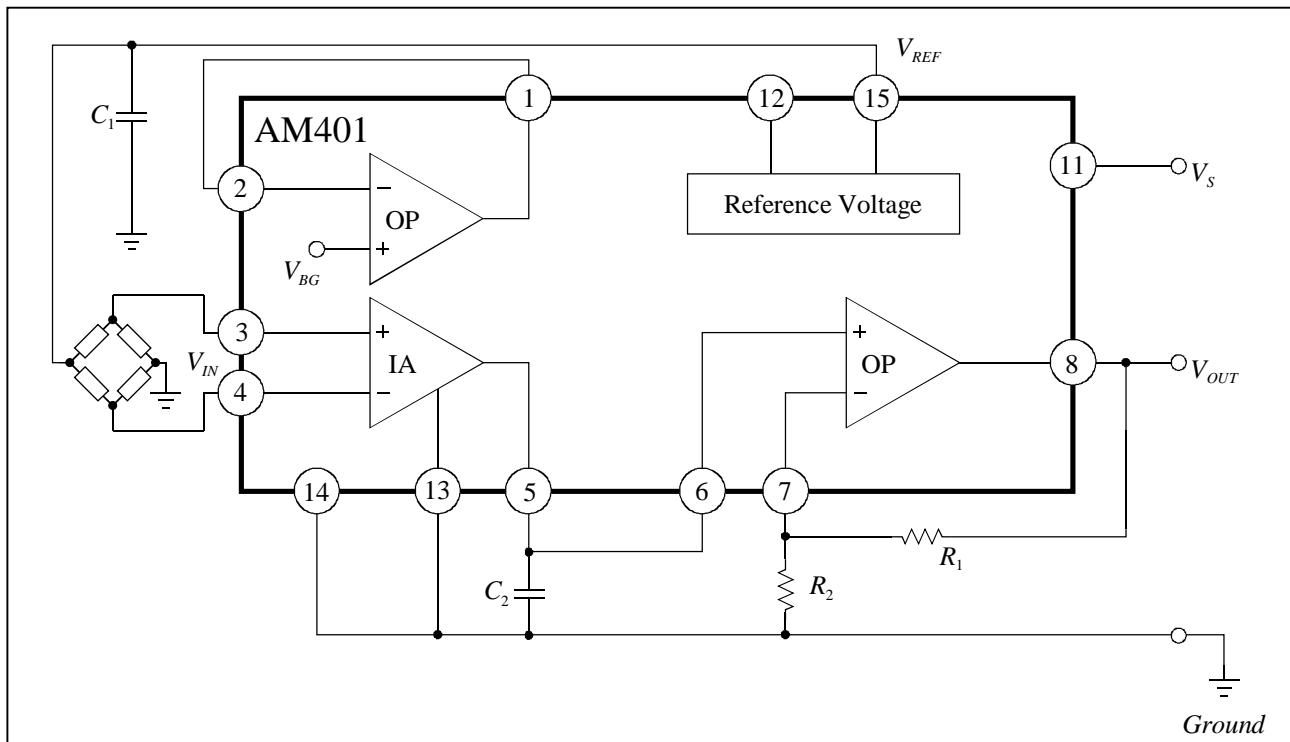 V_REF
1
12
15
C_1
AM401
11
V_S
2
−
OP
Reference Voltage
+
V_BG
3
+
+
V_IN
IA
OP
8
V_OUT
4
−
−
14
13
5
6
7
R_1
C_2
R_2
Ground